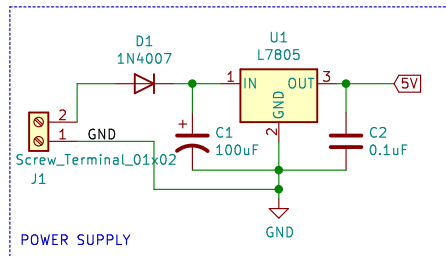 D1
1N4007
U1
L7805
1
IN
OUT
3
GND
2
5V
2
1
GND
Screw_Terminal_01x02
J1
+
C1
100uF
C2
0.1uF
GND
POWER SUPPLY